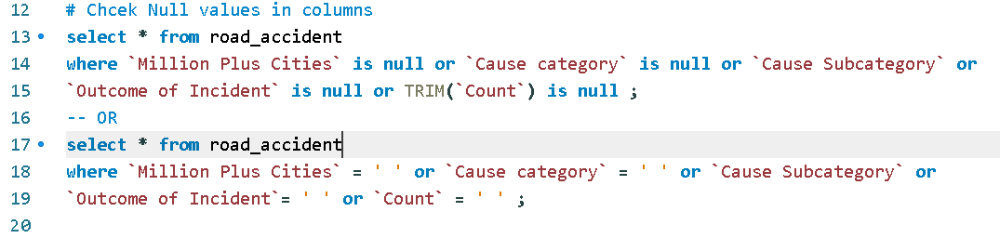 12 # Chcek Null values in columns
13 select * from road_accident
14 where `Million Plus Cities` is null or `Cause category` is null or `Cause Subcategory` or
15 `Outcome of Incident` is null or TRIM(`Count`) is null ;
16 -- OR
17 select * from road_accident
18 where `Million Plus Cities` = ' ' or `Cause category` = ' ' or `Cause Subcategory` or
19 `Outcome of Incident`= ' ' or `Count` = ' ' ;
20